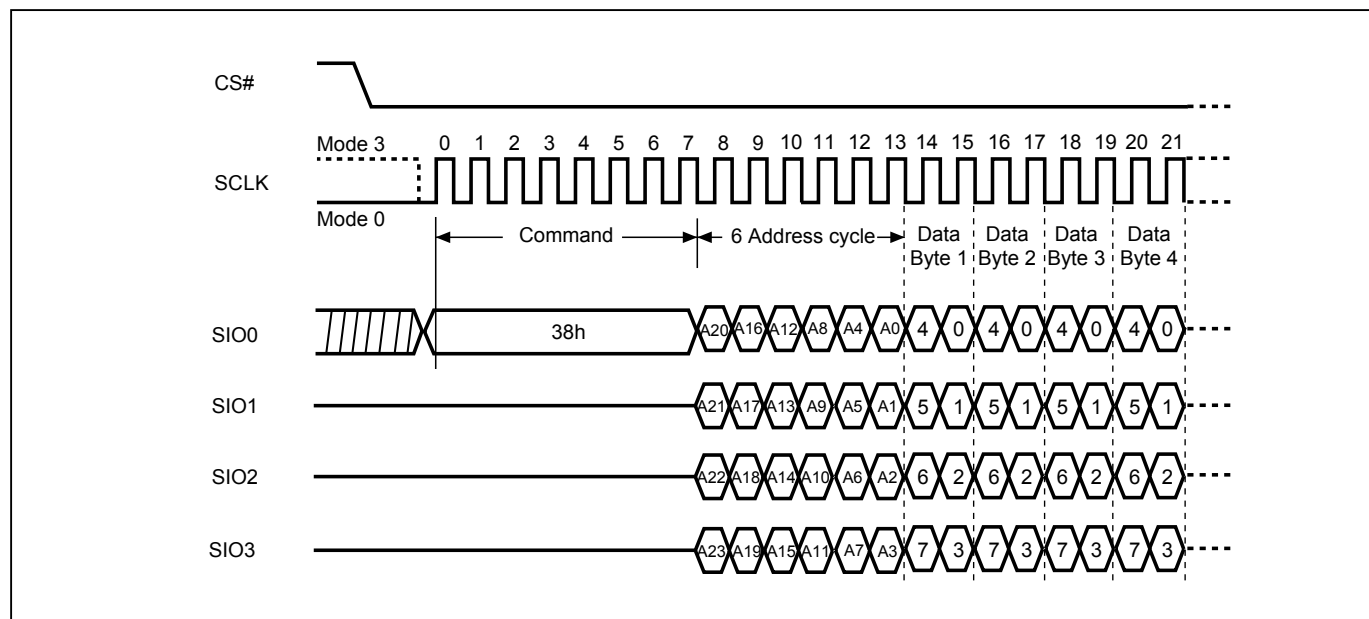 CS#
Mode 3 0 1 2 3 4 5 6 7 8 9 10 11 12 13 14 15 16 17 18 19 20 21
SCLK
Mode 0
Command 6 Address cycle Data Data Data Data
Byte 1 Byte 2 Byte 3 Byte 4
SIO0 38h A20 A16 A12 A8 A4 A0 4 0 4 0 4 0 4 0
SIO1 A21 A17 A13 A9 A5 A1 5 1 5 1 5 1 5 1
SIO2 A22 A18 A14 A10 A6 A2 6 2 6 2 6 2 6 2
SIO3 A23 A19 A15 A11 A7 A3 7 3 7 3 7 3 7 3